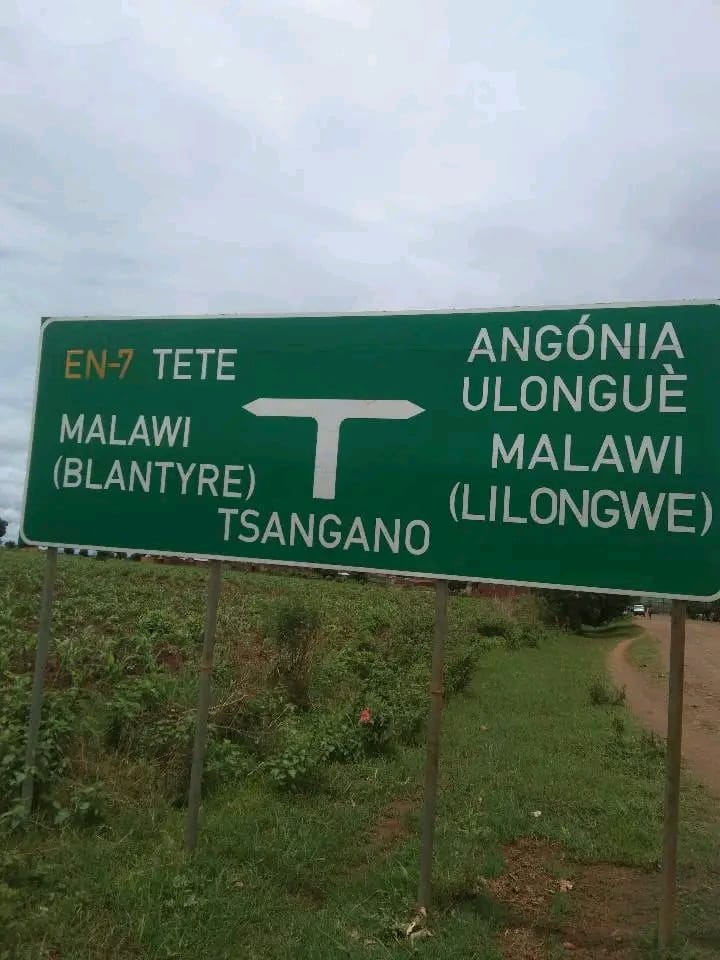 EN-7 TETE
MALAWI
(BLANTYRE)
TSANGANO
ANGÓNIA
ULONGUÈ
MALAWI
(LILONGWE)